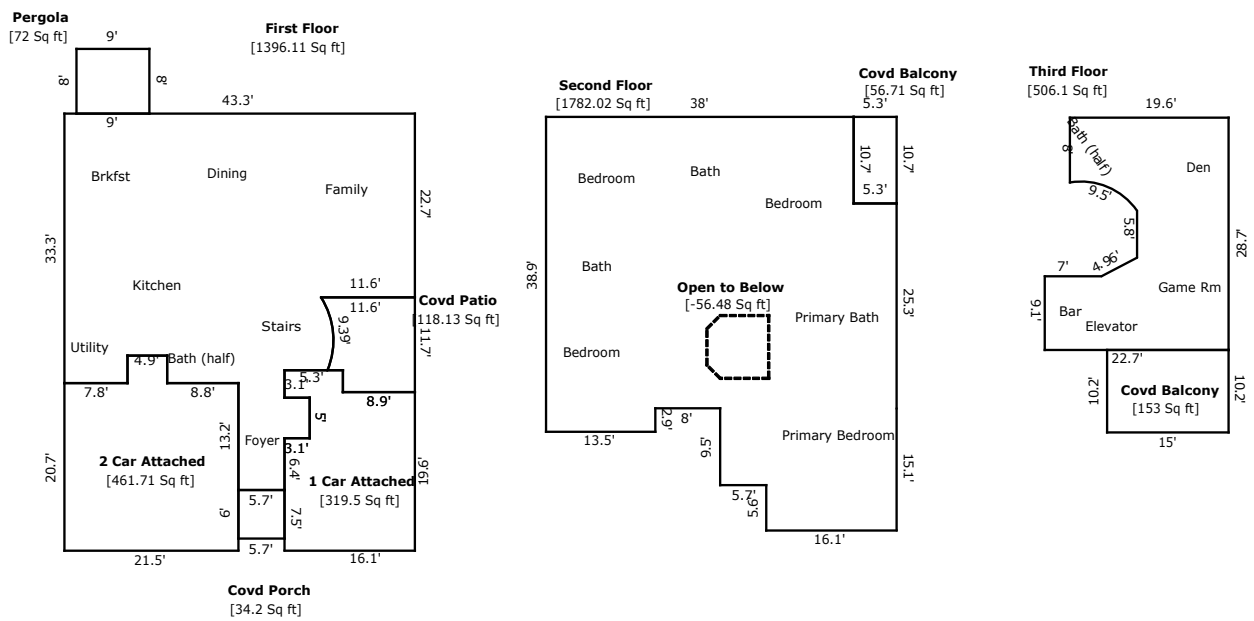 Pergola
[72 Sq ft]
9'
8'
8'
9'
First Floor
[1396.11 Sq ft]
43.3'
Brkfst
Dining
Family
22.7'
33.3'
Kitchen
11.6'
11.6'
Covd Patio
[118.13 Sq ft]
9.39'
11.7'
Stairs
Utility
4.9'
Bath (half)
7.8'
8.8'
5.3'
3.1'
8.9'
5'
13.2'
Foyer
3.1'
6.4'
2 Car Attached
[461.71 Sq ft]
20.7'
1 Car Attached
[319.5 Sq ft]
19.6'
5.7'
6'
7.5'
5.7'
21.5'
16.1'
Covd Porch
[34.2 Sq ft]
Second Floor
[1782.02 Sq ft]
38'
Covd Balcony
[56.71 Sq ft]
5.3'
10.7'
10.7'
5.3'
Bedroom
Bath
Bedroom
38.6'
Bath
Open to Below
[-56.48 Sq ft]
25.3'
Primary Bath
Bedroom
2.9'
8'
13.5'
9.5'
Primary Bedroom
15.1'
5.7'
5.6'
16.1'
Third Floor
[506.1 Sq ft]
19.6'
Bath (half)
8'
Den
9.5'
5.8'
28.7'
4.96'
7'
Game Rm
9.1'
Bar
Elevator
22.7'
Covd Balcony
[153 Sq ft]
10.2'
10.2'
15'